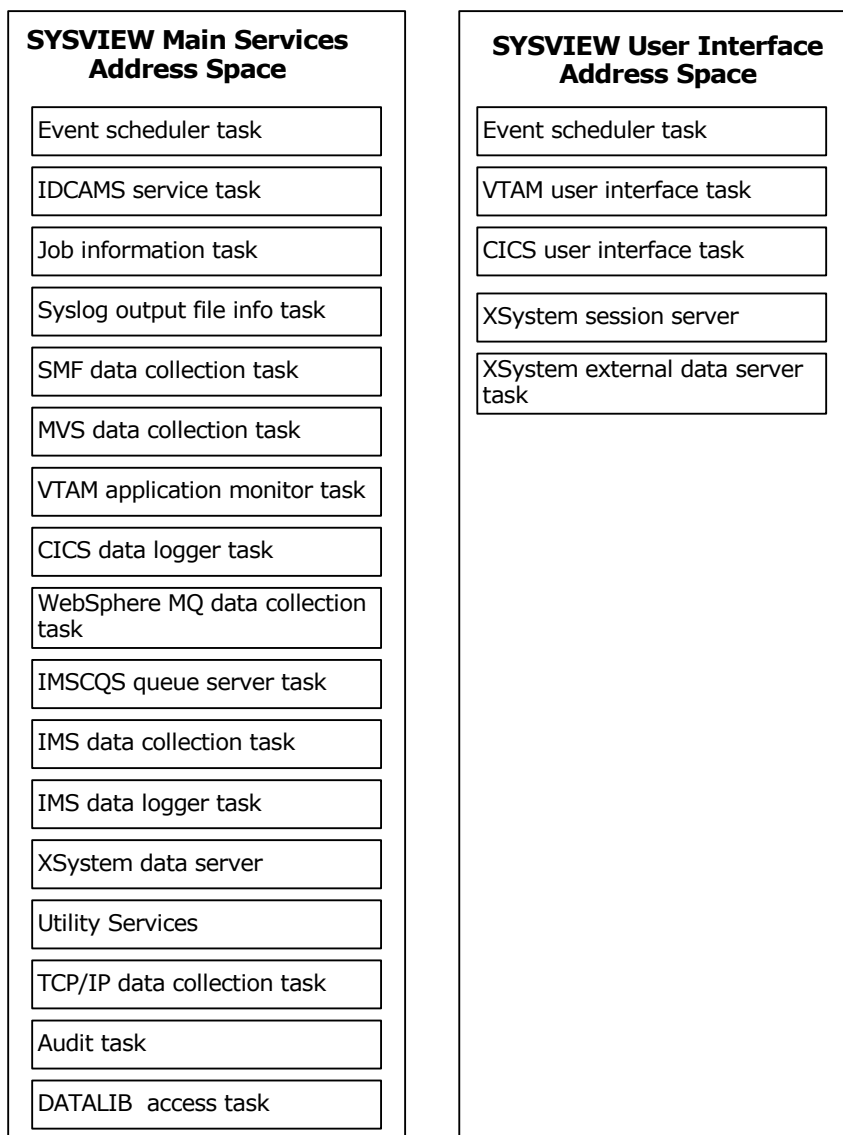 SYSVIEW Main Services
Address Space
Event scheduler task
IDCAMS service task
Job information task
Syslog output file info task
SMF data collection task
MVS data collection task
VTAM application monitor task
CICS data logger task
WebSphere MQ data collection
task
IMSCQS queue server task
IMS data collection task
IMS data logger task
XSystem data server
Utility Services
TCP/IP data collection task
Audit task
DATALIB access task
SYSVIEW User Interface
Address Space
Event scheduler task
VTAM user interface task
CICS user interface task
XSystem session server
XSystem external data server
task